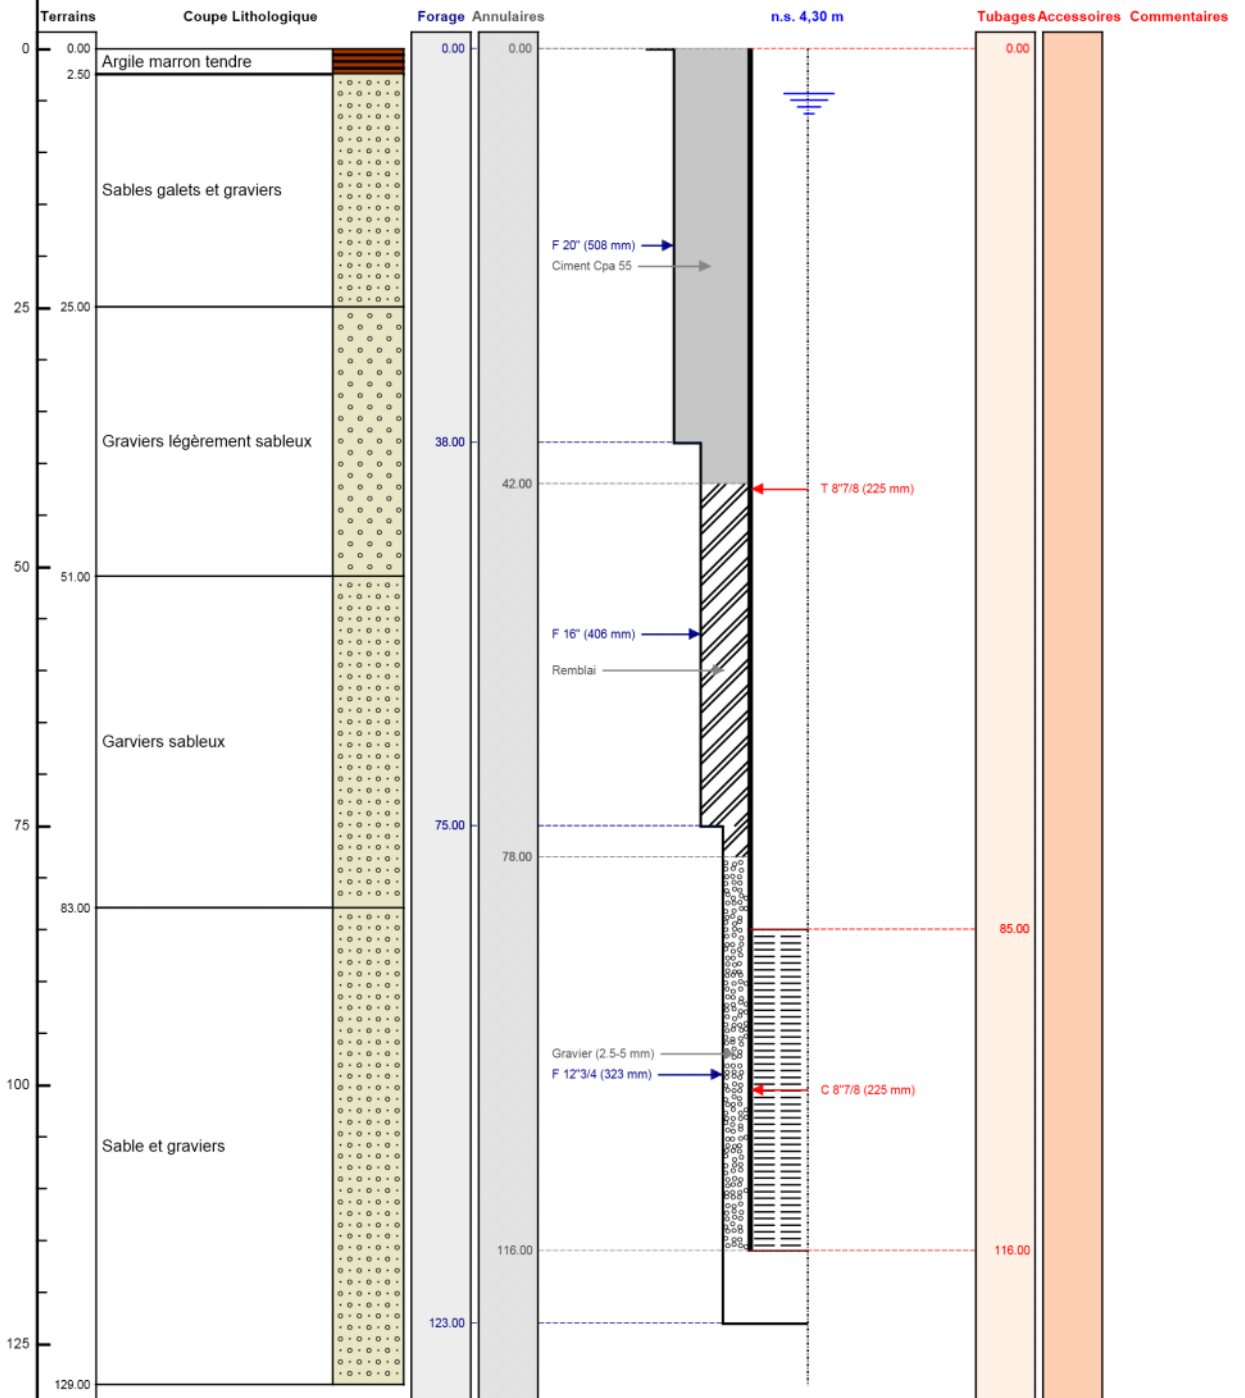 Terrains Coupe Lithologique Forage Annulaires n.s. 4,30 m Tubages Accessoires Commentaires
0 0.00 0.00 0.00 0.00
Argile marron tendre
2.50
Sables galets et graviers
F 20" (508 mm)
Ciment Cpa 55
25 25.00
Graviers légèrement sableux
38.00
42.00
T 8"7/8 (225 mm)
50
51.00
F 16" (406 mm)
Remblai
Garviers sableux
75 75.00
78.00
83.00
85.00
Gravier (2.5-5 mm)
F 12"3/4 (323 mm)
100
C 8"7/8 (225 mm)
Sable et graviers
116.00 116.00
123.00
125
129.00